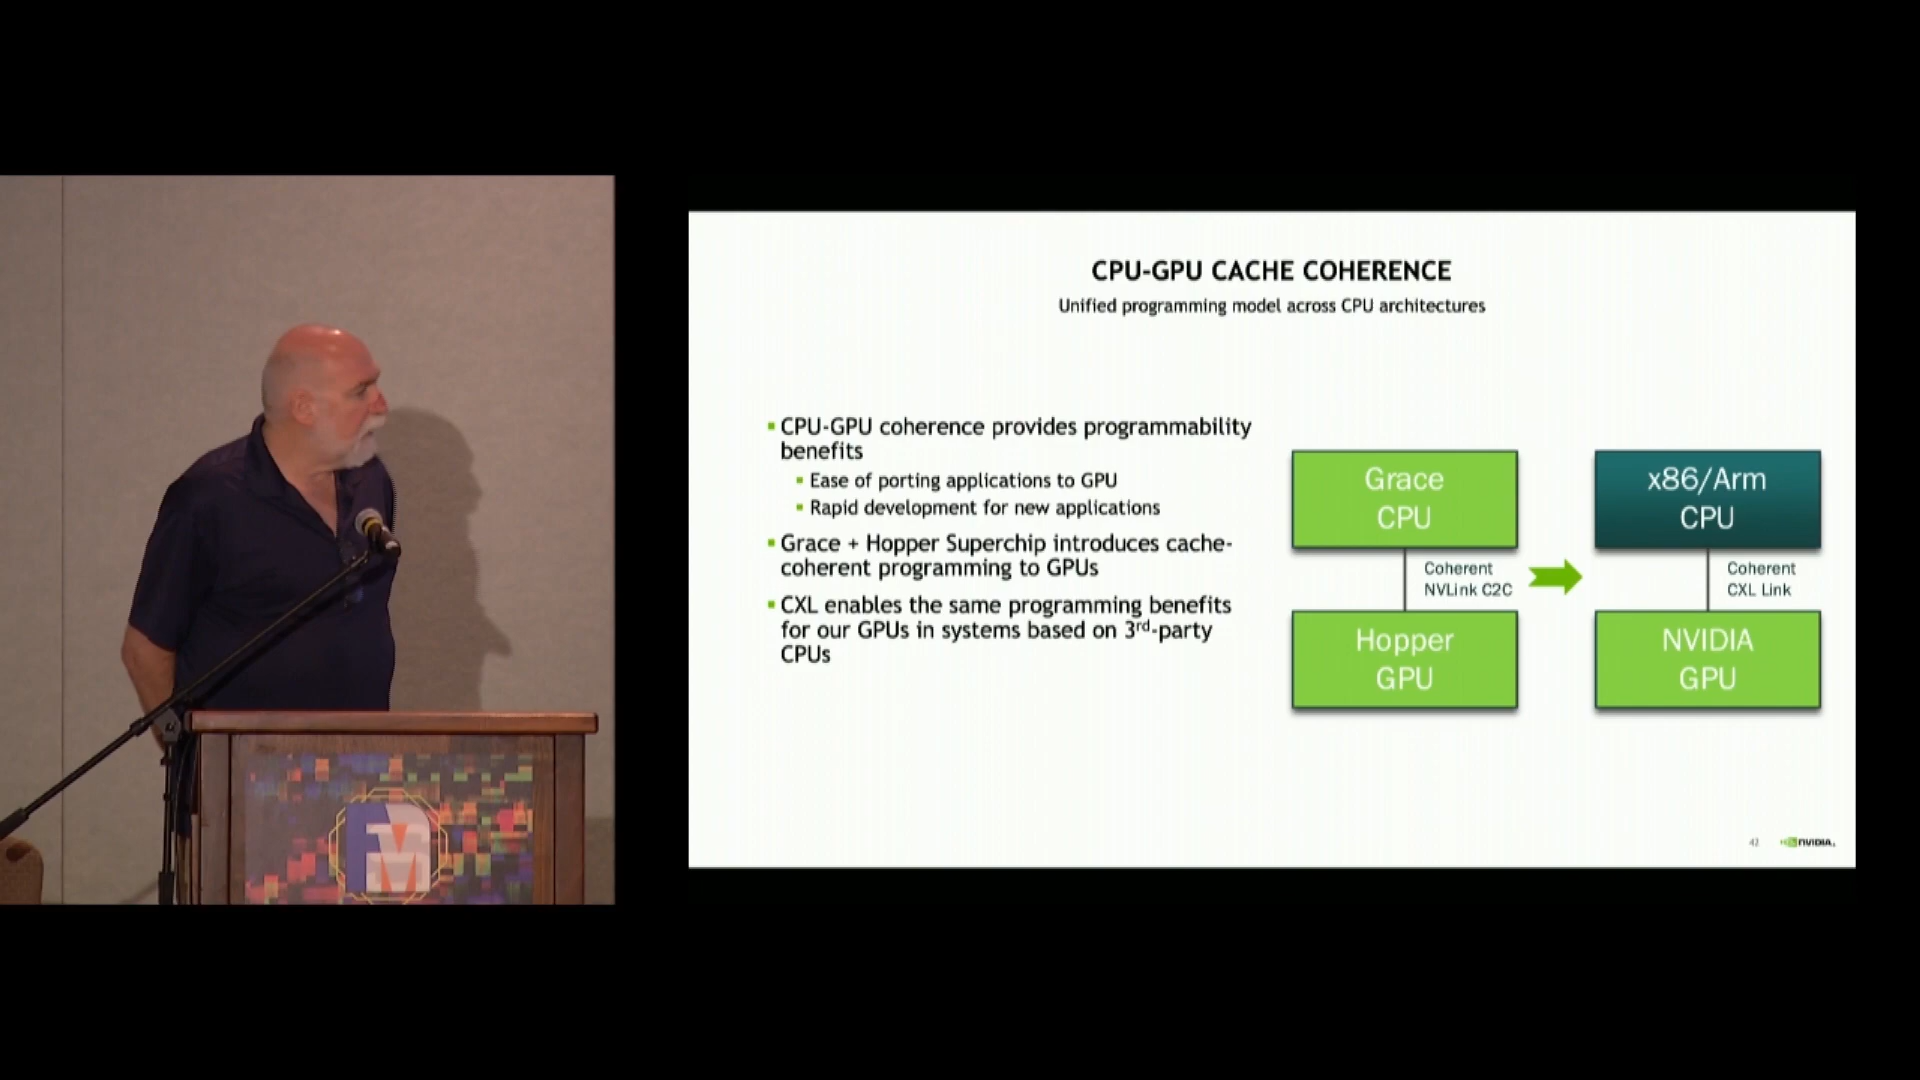 CPU-GPU CACHE COHERENCE
Unified programming model across CPU architectures
▪ CPU-GPU coherence provides programmability
benefits
▪ Ease of porting applications to GPU
▪ Rapid development for new applications
▪ Grace + Hopper Superchip introduces cache-
coherent programming to GPUs
▪ CXL enables the same programming benefits
for our GPUs in systems based on 3rd-party
CPUs
Grace
CPU
Coherent
NVLink C2C
Hopper
GPU
x86/Arm
CPU
Coherent
CXL Link
NVIDIA
GPU
42
NVIDIA.
FM